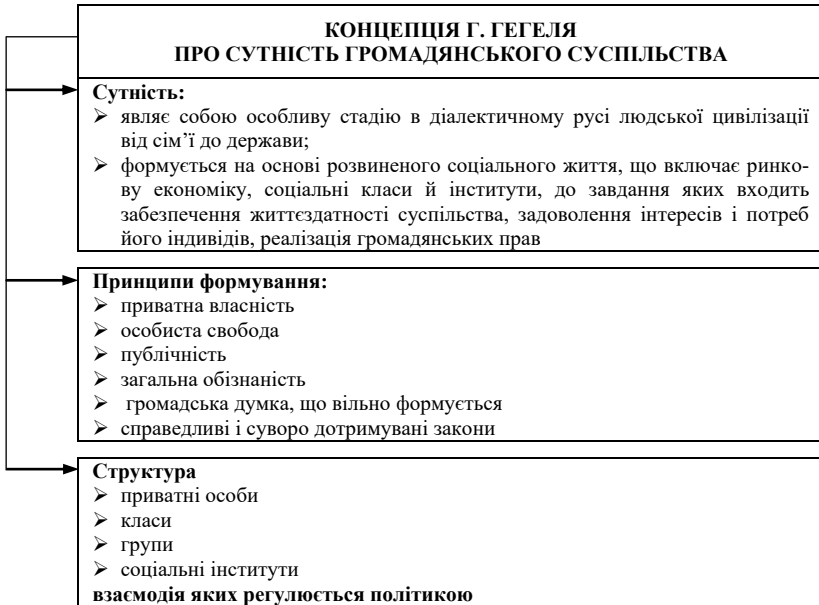 КОНЦЕПЦІЯ Г. ГЕГЕЛЯ
ПРО СУТНІСТЬ ГРОМАДЯНСЬКОГО СУСПІЛЬСТВА
Сутність:
➢ являє собою особливу стадію в діалектичному русі людської цивілізації
від сім’ї до держави;
➢ формується на основі розвиненого соціального життя, що включає ринко-
ву економіку, соціальні класи й інститути, до завдання яких входить
забезпечення життєздатності суспільства, задоволення інтересів і потреб
його індивідів, реалізація громадянських прав
Принципи формування:
➢ приватна власність
➢ особиста свобода
➢ публічність
➢ загальна обізнаність
➢ громадська думка, що вільно формується
➢ справедливі і суворо дотримувані закони
Структура
➢ приватні особи
➢ класи
➢ групи
➢ соціальні інститути
взаємодія яких регулюється політикою